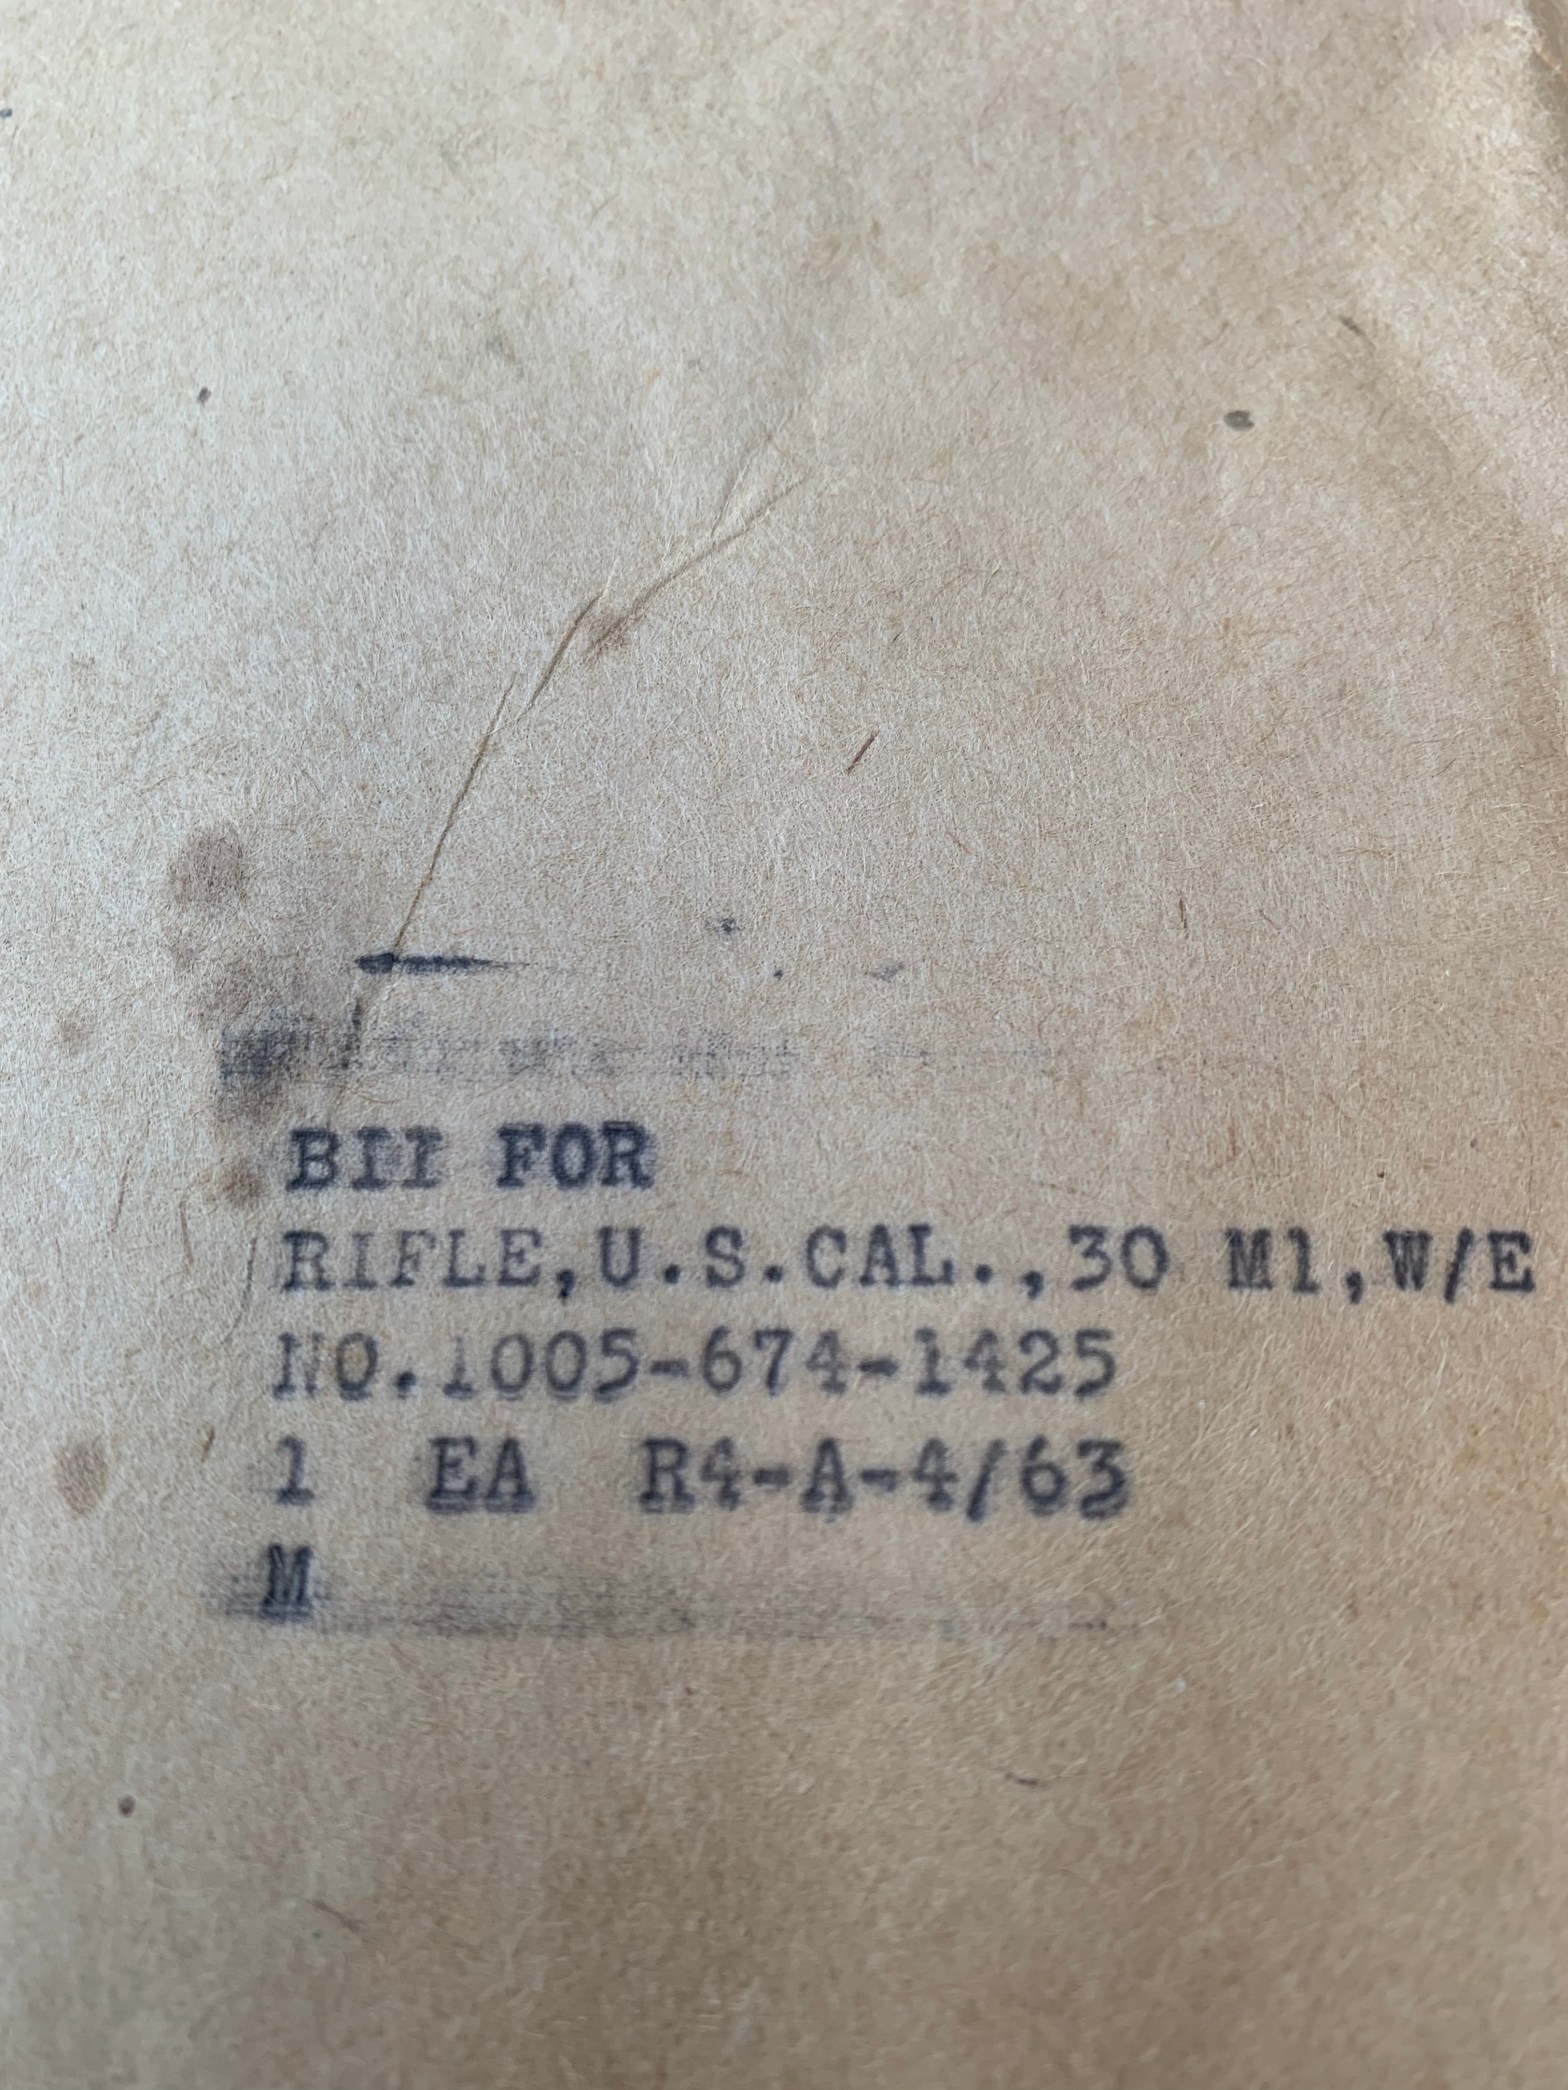 BII FOR
RIFLE,U.S.CAL.,30 M1,W/E
NO.1005-674-1425
1 EA R4-A-4/63
M